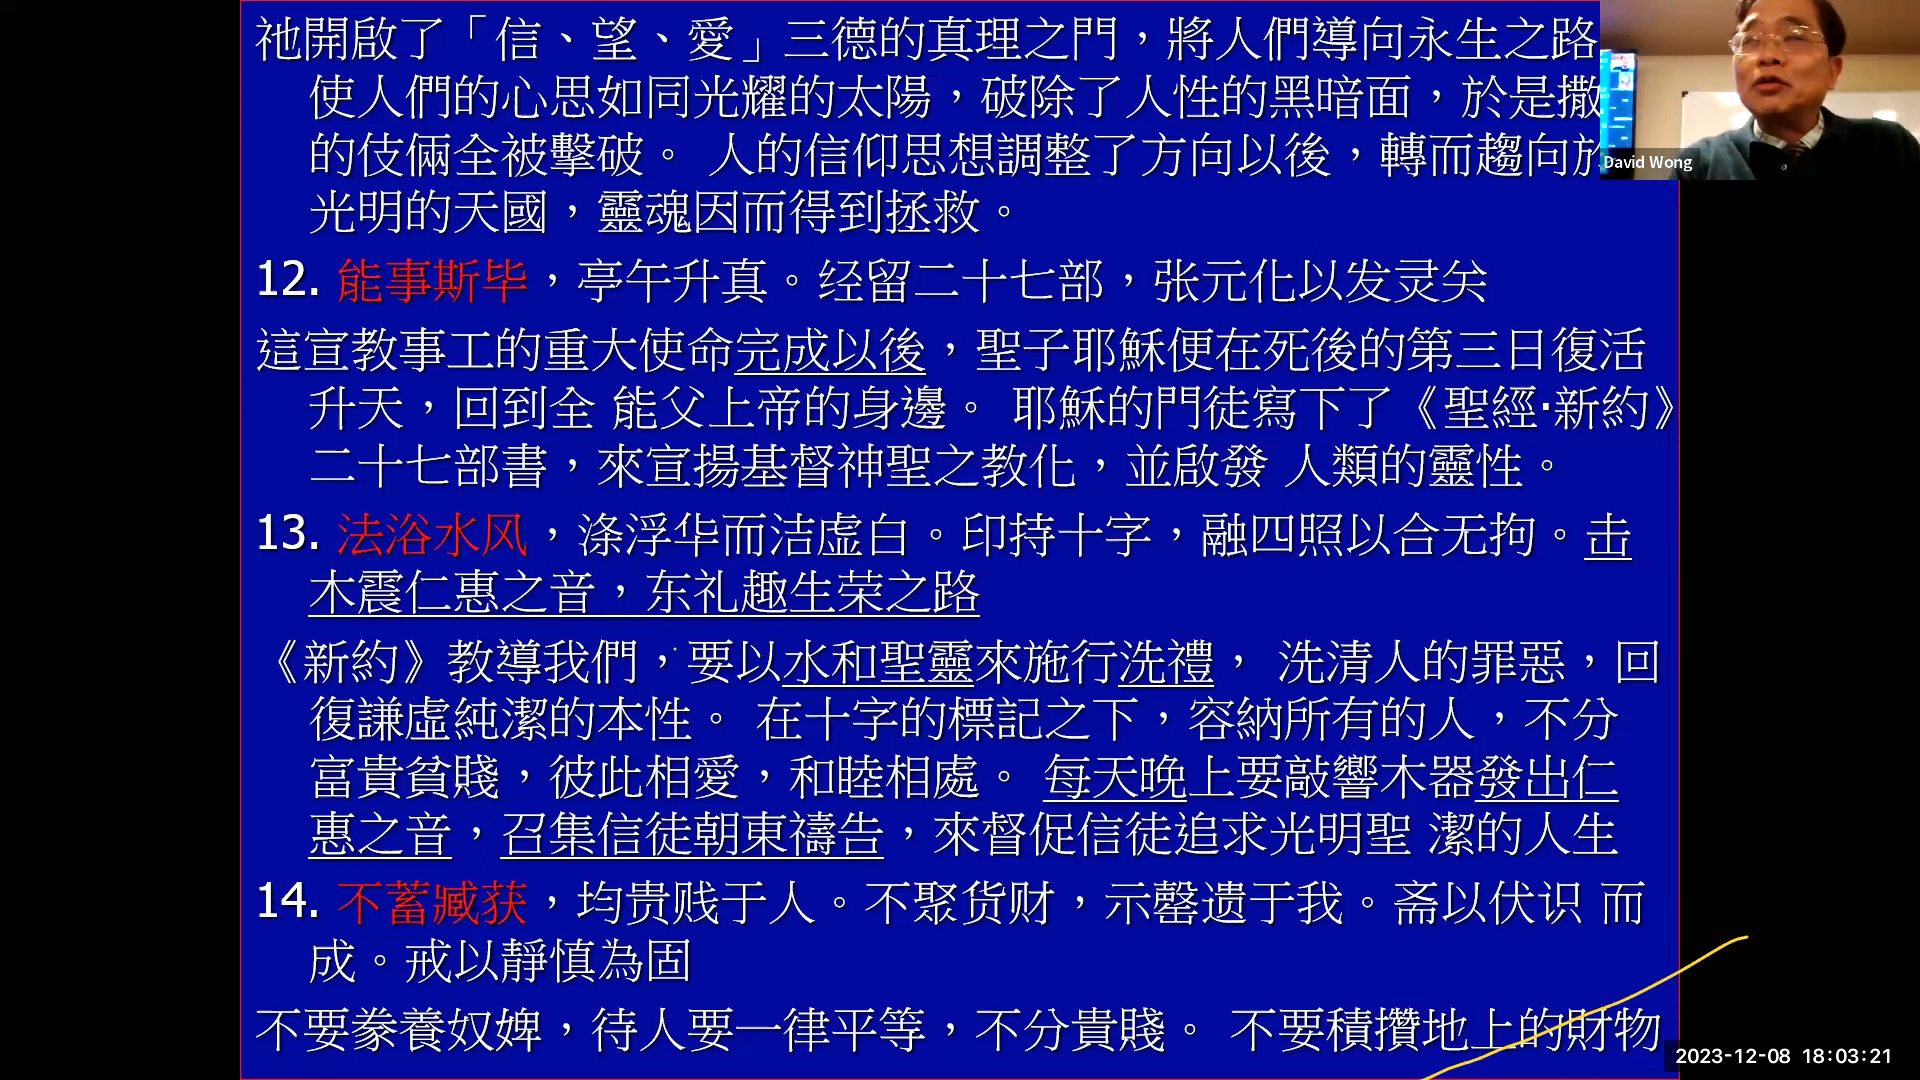 祂開啟了「信、望、愛」三德的真理之門，將人們導向永生之路
使人們的心思如同光耀的太陽，破除了人性的黑暗面，於是撒
的伎倆全被擊破。 人的信仰思想調整了方向以後，轉而趨向於
光明的天國，靈魂因而得到拯救。
12. 能事斯毕，亭午升真。经留二十七部，张元化以发灵关
這宣教事工的重大使命完成以後，聖子耶穌便在死後的第三日復活
升天，回到全 能父上帝的身邊。 耶穌的門徒寫下了《聖經·新約》
二十七部書，來宣揚基督神聖之教化，並啟發 人類的靈性。
13. 法浴水风，涤浮华而洁虚白。印持十字，融四照以合无拘。击
木震仁惠之音，东礼趣生荣之路
《新約》教導我們，要以水和聖靈來施行洗禮， 洗清人的罪惡，回
復謙虛純潔的本性。 在十字的標記之下，容納所有的人，不分
富貴貧賤，彼此相愛，和睦相處。 每天晚上要敲響木器發出仁
惠之音，召集信徒朝東禱告，來督促信徒追求光明聖 潔的人生
14. 不蓄臧获，均贵贱于人。不聚货财，示罄遗于我。斋以伏识 而
成。戒以靜慎為固
不要豢養奴婢，待人要一律平等，不分貴賤。 不要積攢地上的財物
David Wong
2023-12-08 18:03:21